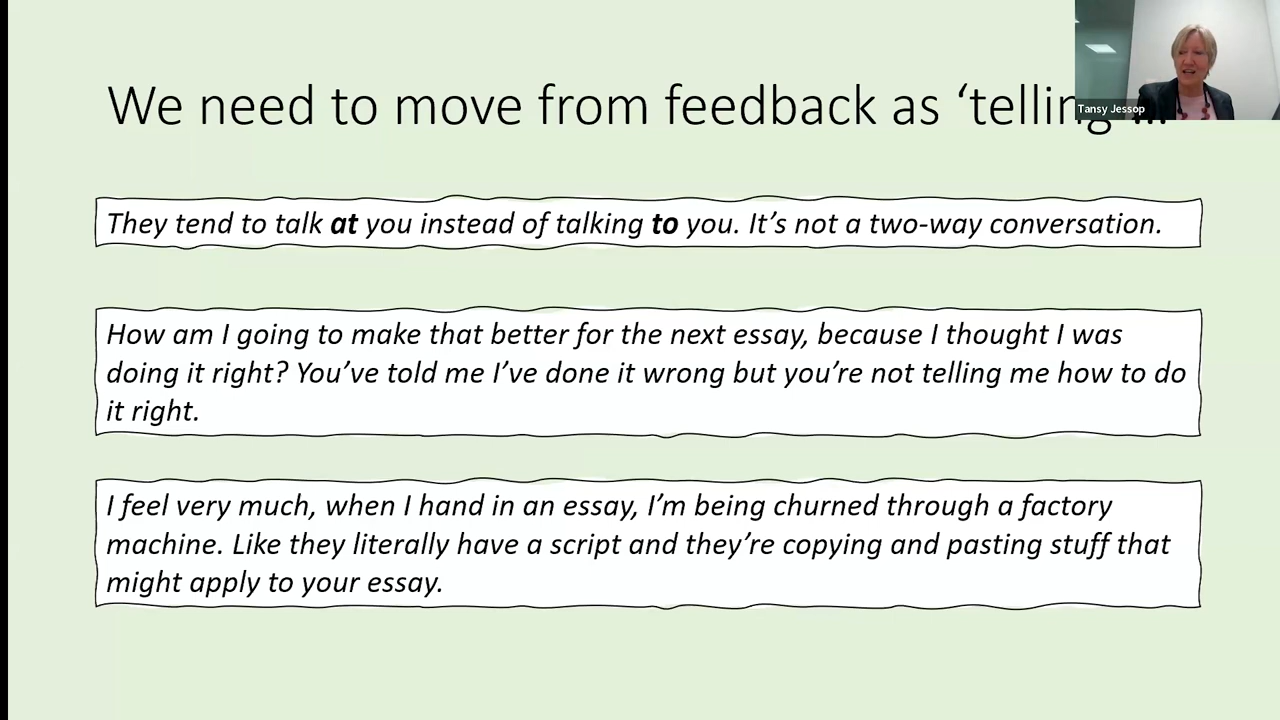 We need to move from feedback as ‘telling’...
Tansy Jessop
They tend to talk at you instead of talking to you. It’s not a two-way conversation.
How am I going to make that better for the next essay, because I thought I was
doing it right? You’ve told me I’ve done it wrong but you’re not telling me how to do
it right.
I feel very much, when I hand in an essay, I’m being churned through a factory
machine. Like they literally have a script and they’re copying and pasting stuff that
might apply to your essay.